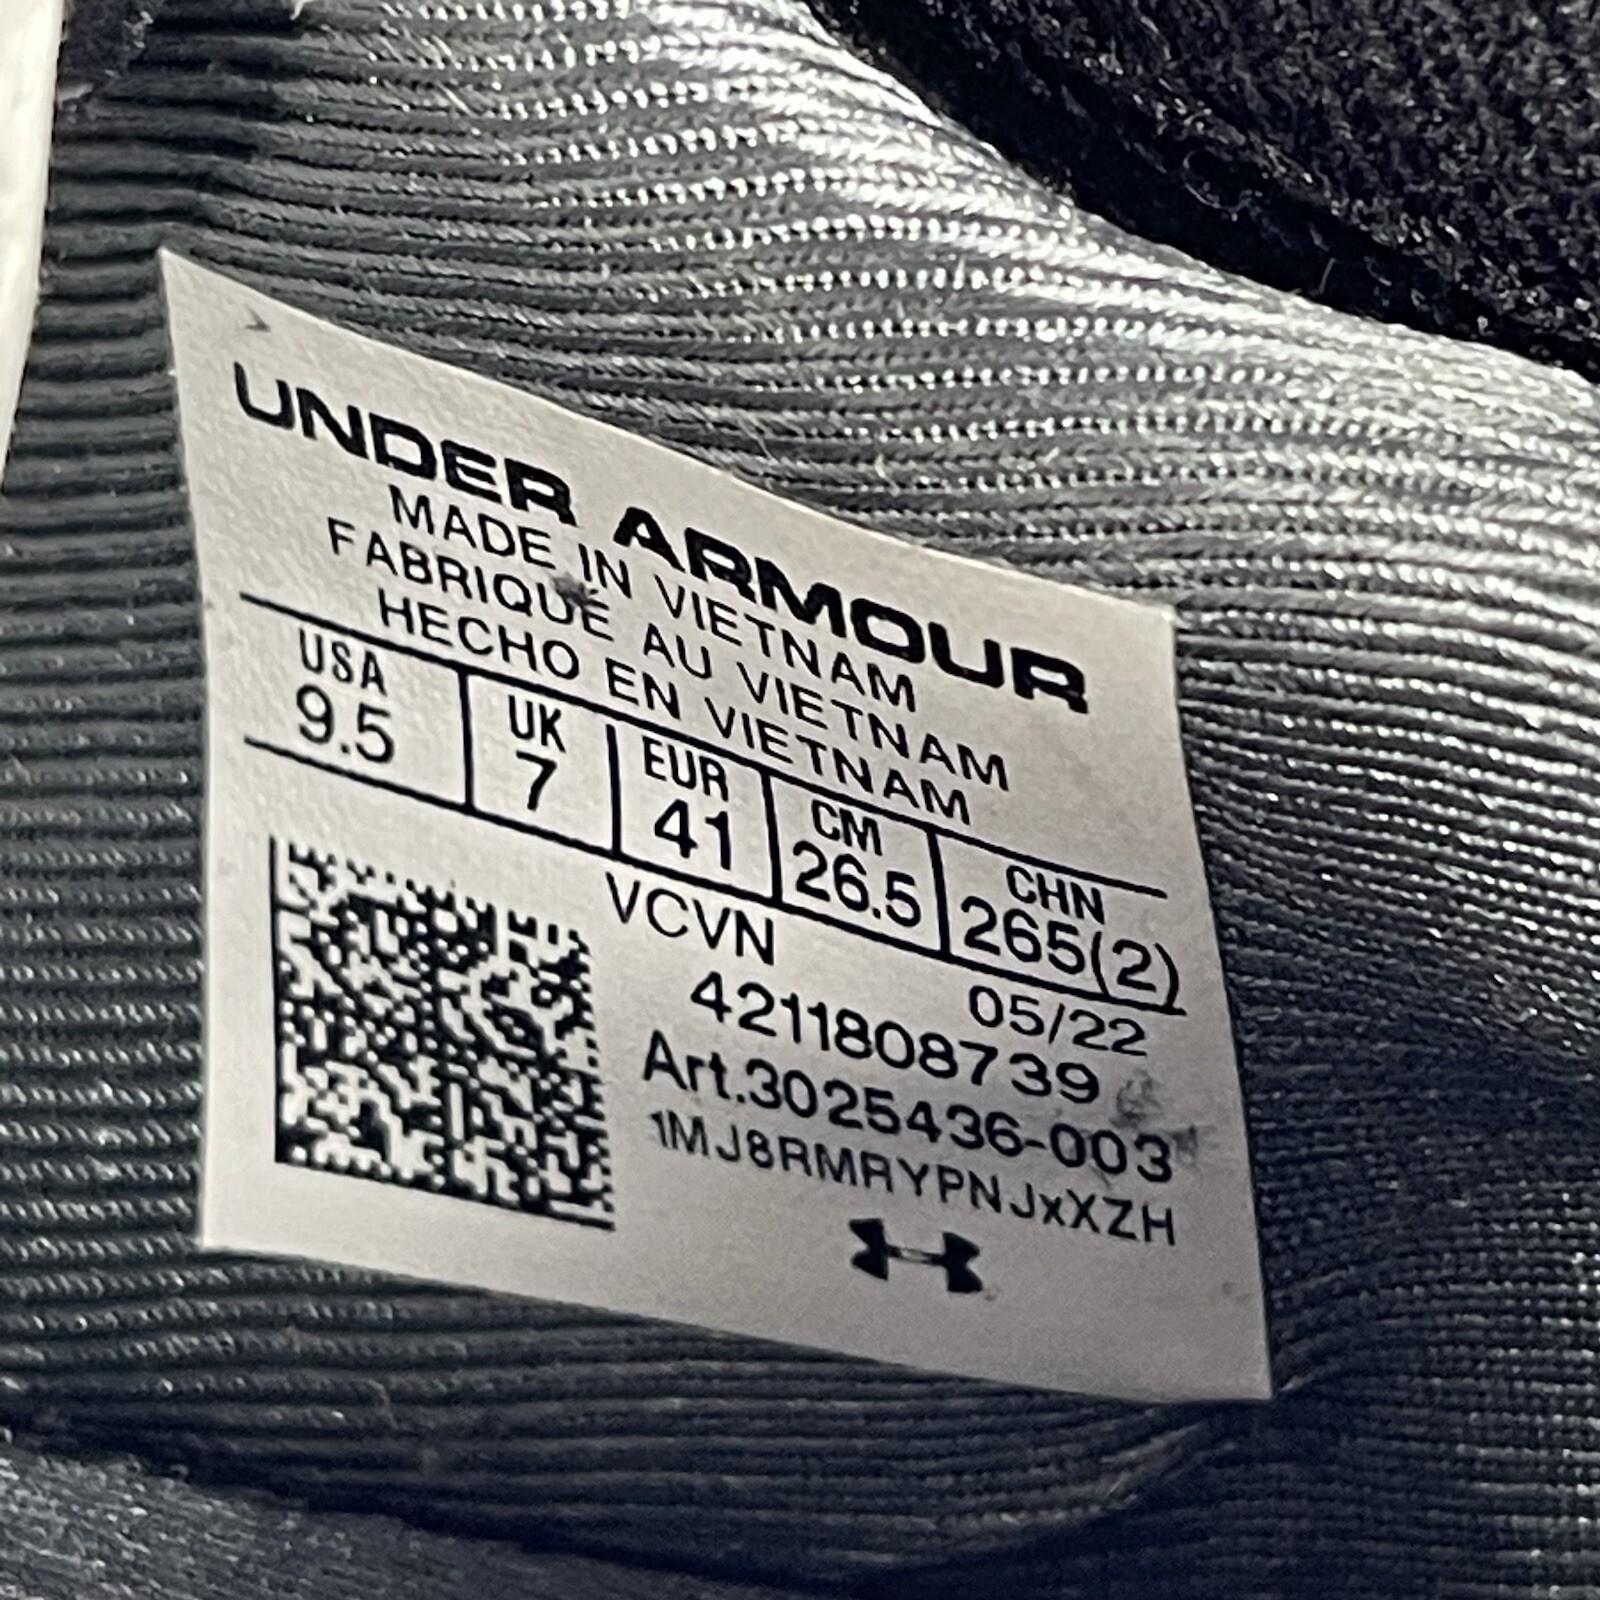 UNDER ARMOUR
MADE IN VIETNAM
FABRIQUÉ AU VIETNAM
HECHO EN VIETNAM
USA UK EUR CM CHN
9.5 7 41 26.5 265(2)
VCVN 05/22
4211808739
Art.3025436-003
1MJ8RMRYPNJxXZH